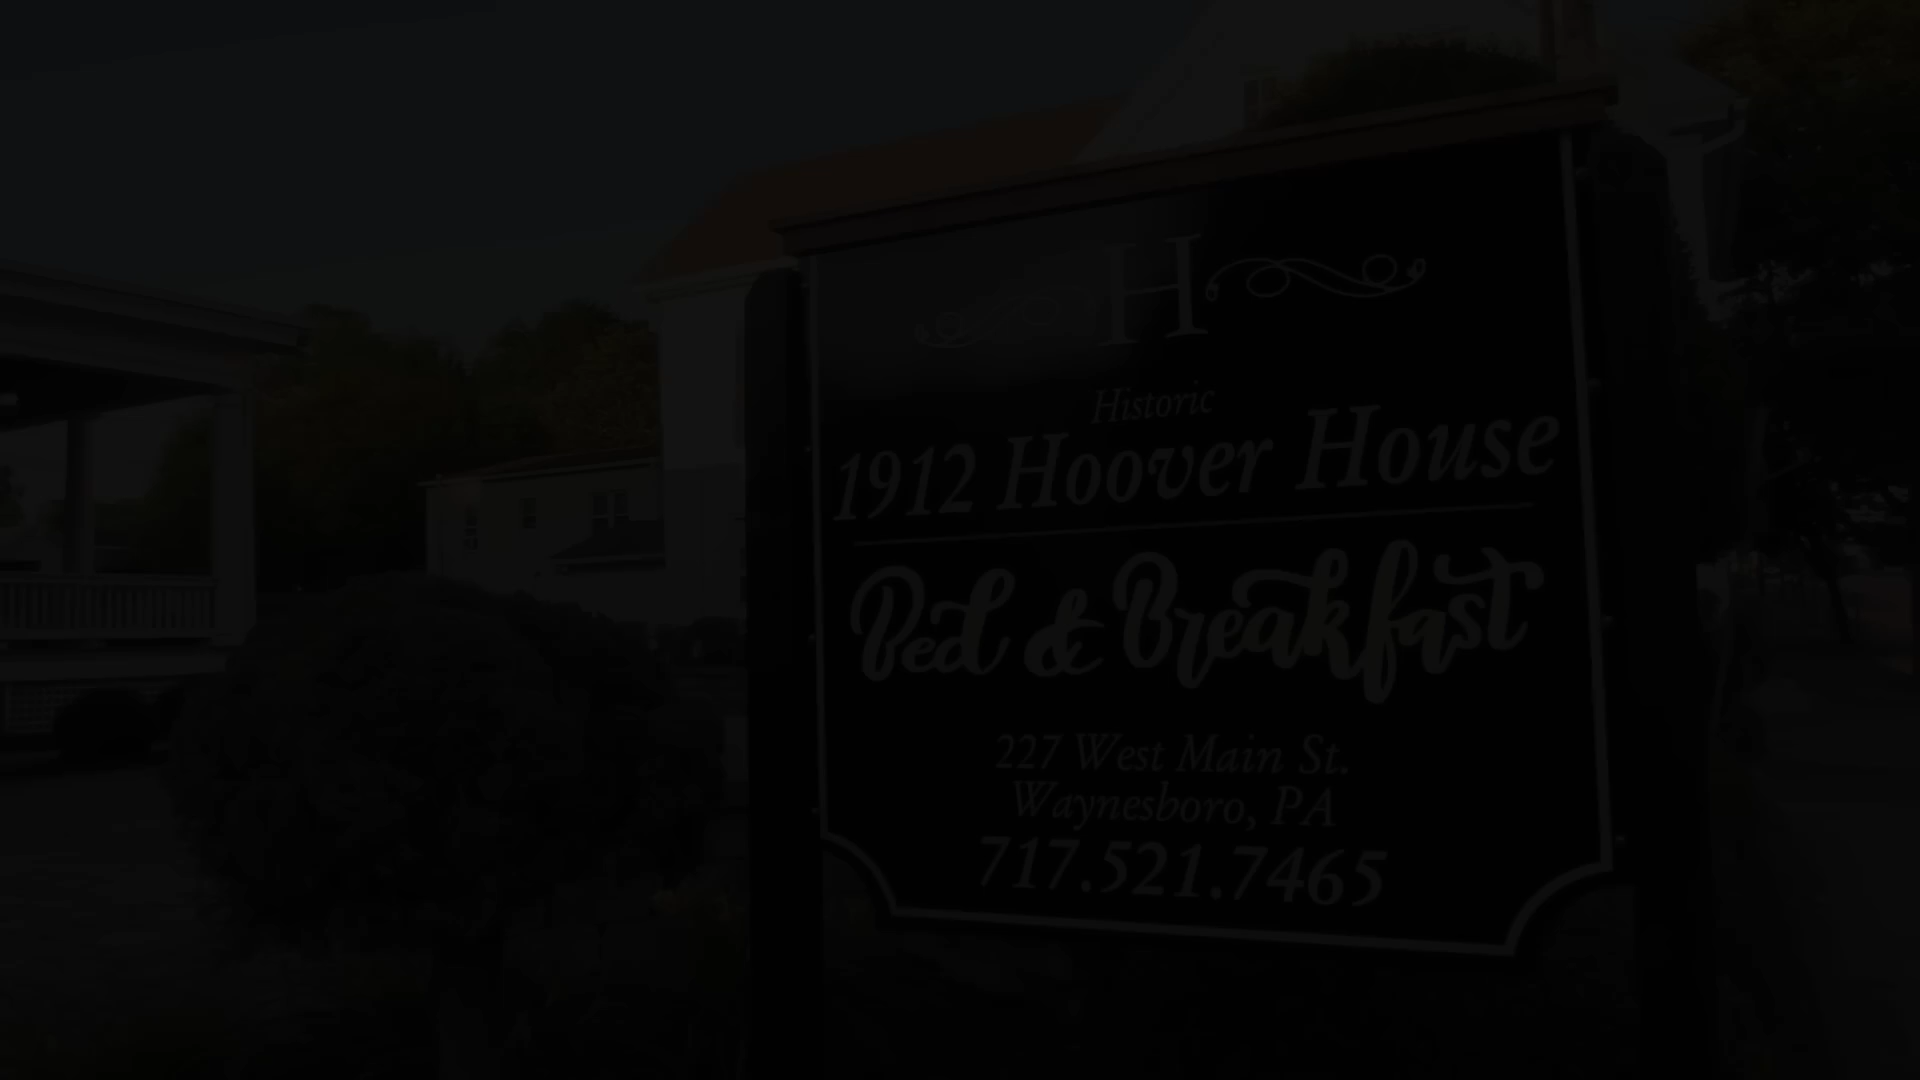 H
Historic
1912 Hoover House
Bed & Breakfast
227 West Main St.
Waynesboro, PA
717.521.7465